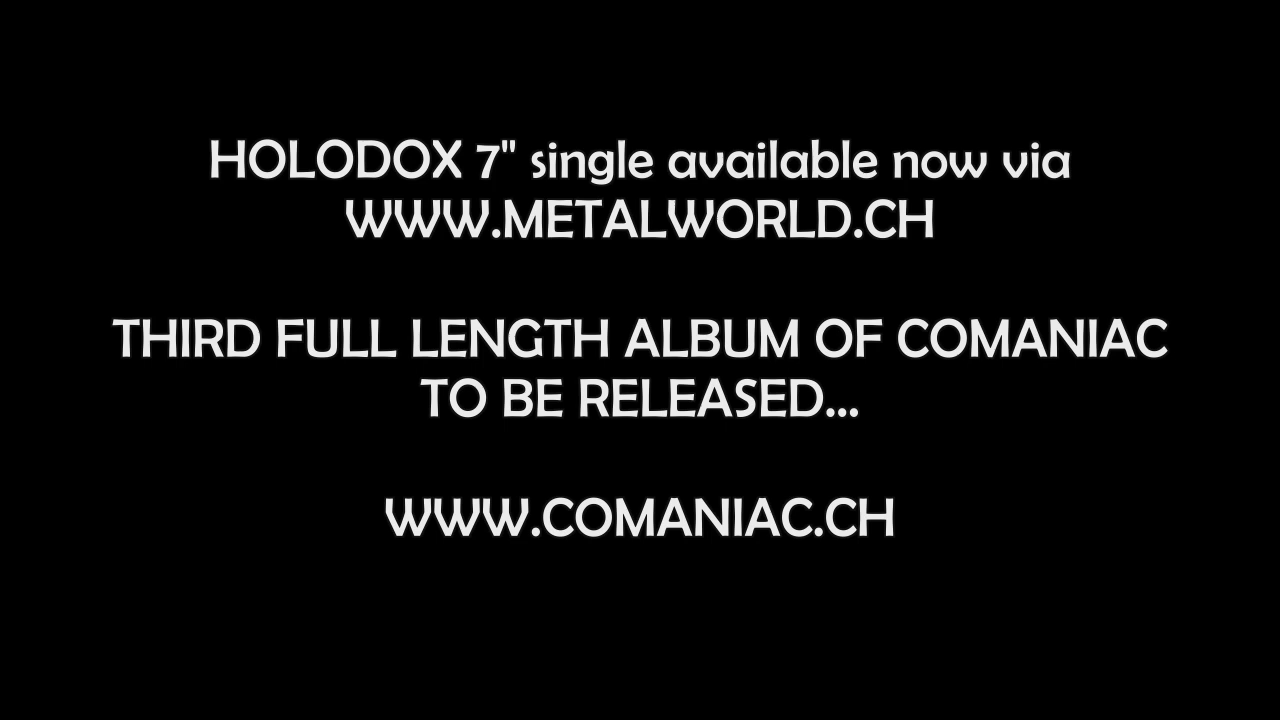 HOLODOX 7" single available now via
WWW.METALWORLD.CH
THIRD FULL LENGTH ALBUM OF COMANIAC
TO BE RELEASED...
WWW.COMANIAC.CH